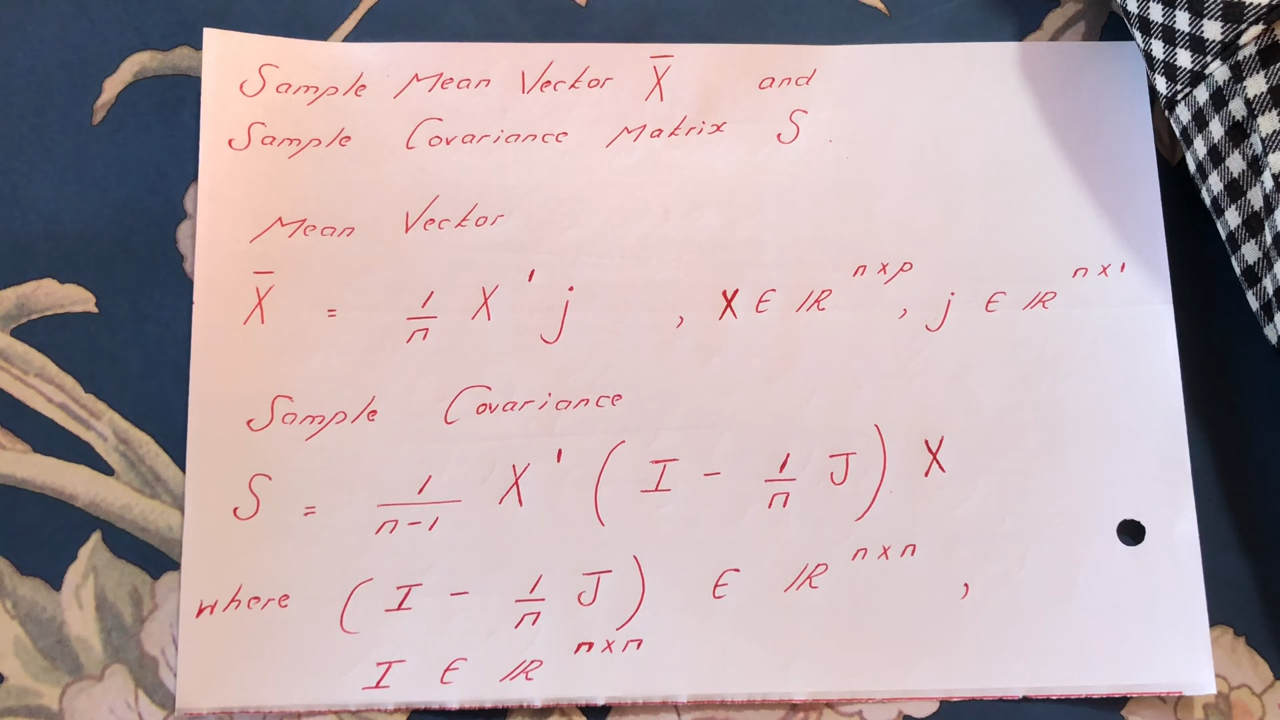 Sample Mean Vector X̄ and
Sample Covariance Matrix S.
Mean Vector
X̄ = 1/n X' j , X ∈ ℝ^{n×p}, j ∈ ℝ^{n×1}
Sample Covariance
S = 1/(n-1) X' (I - 1/n J) X
where (I - 1/n J) ∈ ℝ^{n×n} ,
I ∈ ℝ^{n×n}